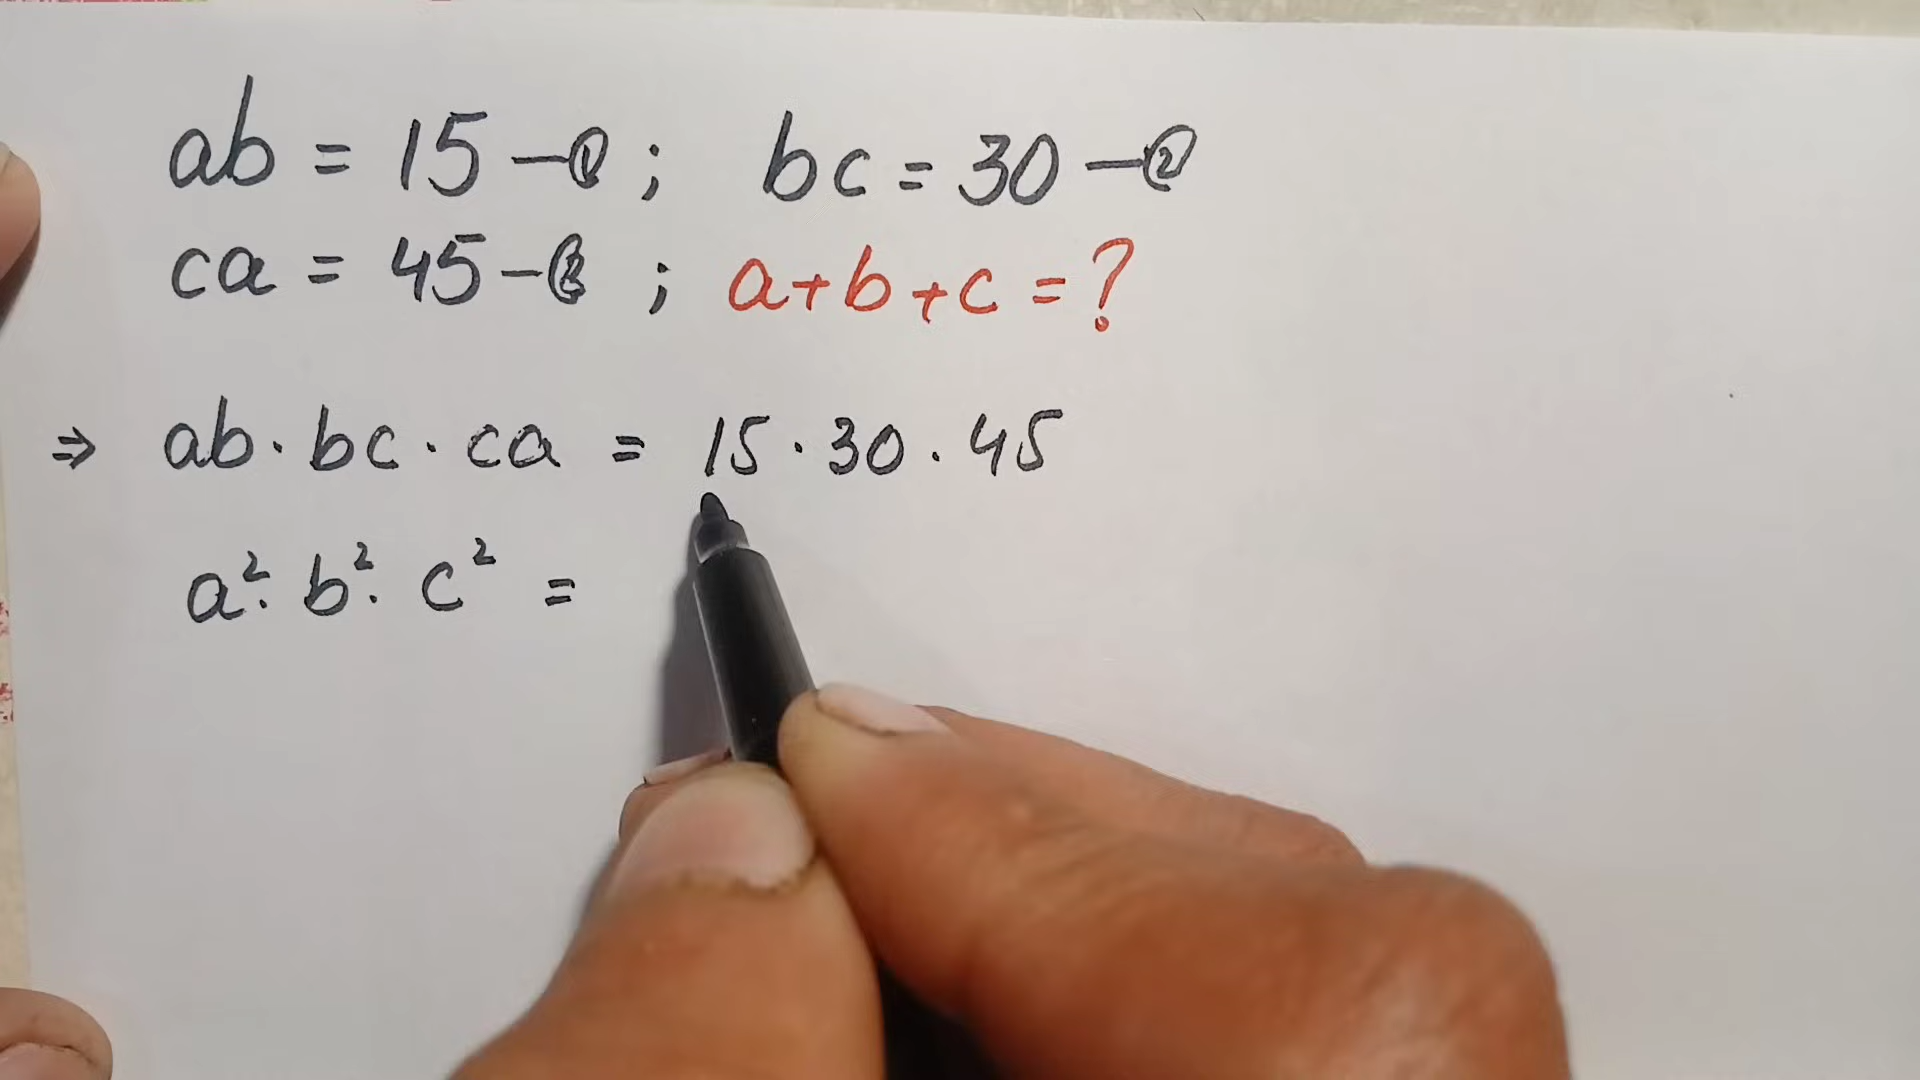 ab = 15 —① ; bc = 30 —②
ca = 45 —③ ; a+b+c = ?
⇒ ab · bc · ca = 15 · 30 · 45
a² · b² · c² =